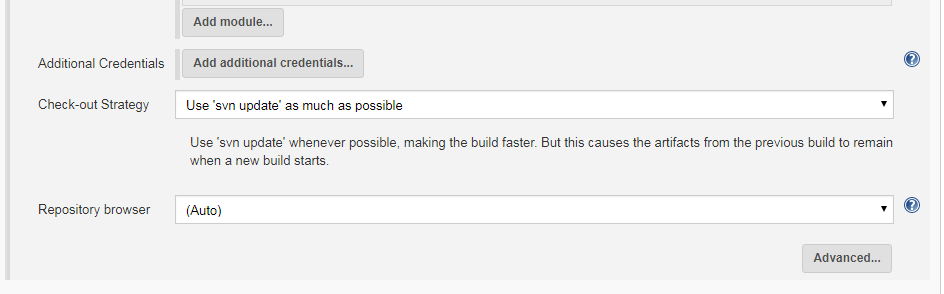 Add module...
Additional Credentials Add additional credentials...
?
Check-out Strategy Use 'svn update' as much as possible
Use 'svn update' whenever possible, making the build faster. But this causes the artifacts from the previous build to remain
when a new build starts.
Repository browser (Auto)
?
Advanced...